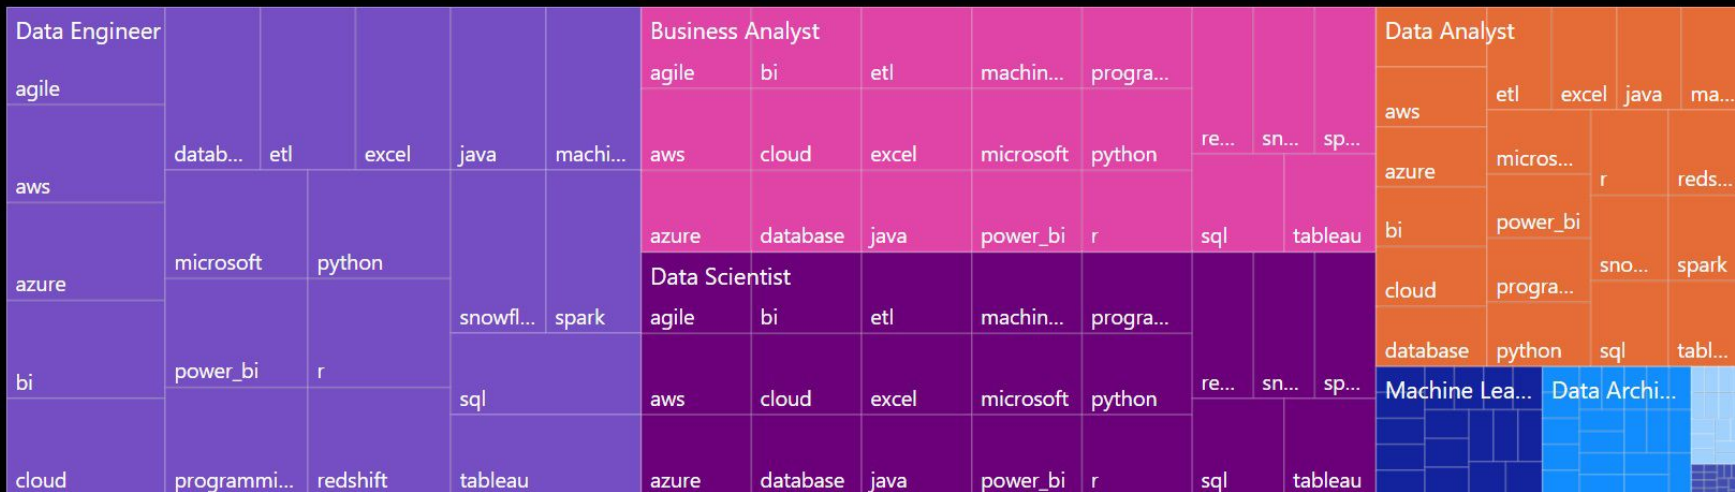 Data Engineer
agile
aws
azure
bi
cloud
datab...
etl
excel
java
machi...
microsoft
python
power_bi
r
programmi...
redshift
snowfl...
spark
sql
tableau
Business Analyst
agile
bi
etl
machin...
progra...
aws
cloud
excel
microsoft
python
azure
database
java
power_bi
r
re...
sn...
sp...
sql
tableau
Data Scientist
agile
bi
etl
machin...
progra...
aws
cloud
excel
microsoft
python
azure
database
java
power_bi
r
re...
sn...
sp...
sql
tableau
Data Analyst
aws
azure
bi
cloud
database
etl
excel
java
ma...
micros...
power_bi
progra...
python
r
reds...
sno...
spark
sql
tabl...
Machine Lea...
Data Archi...